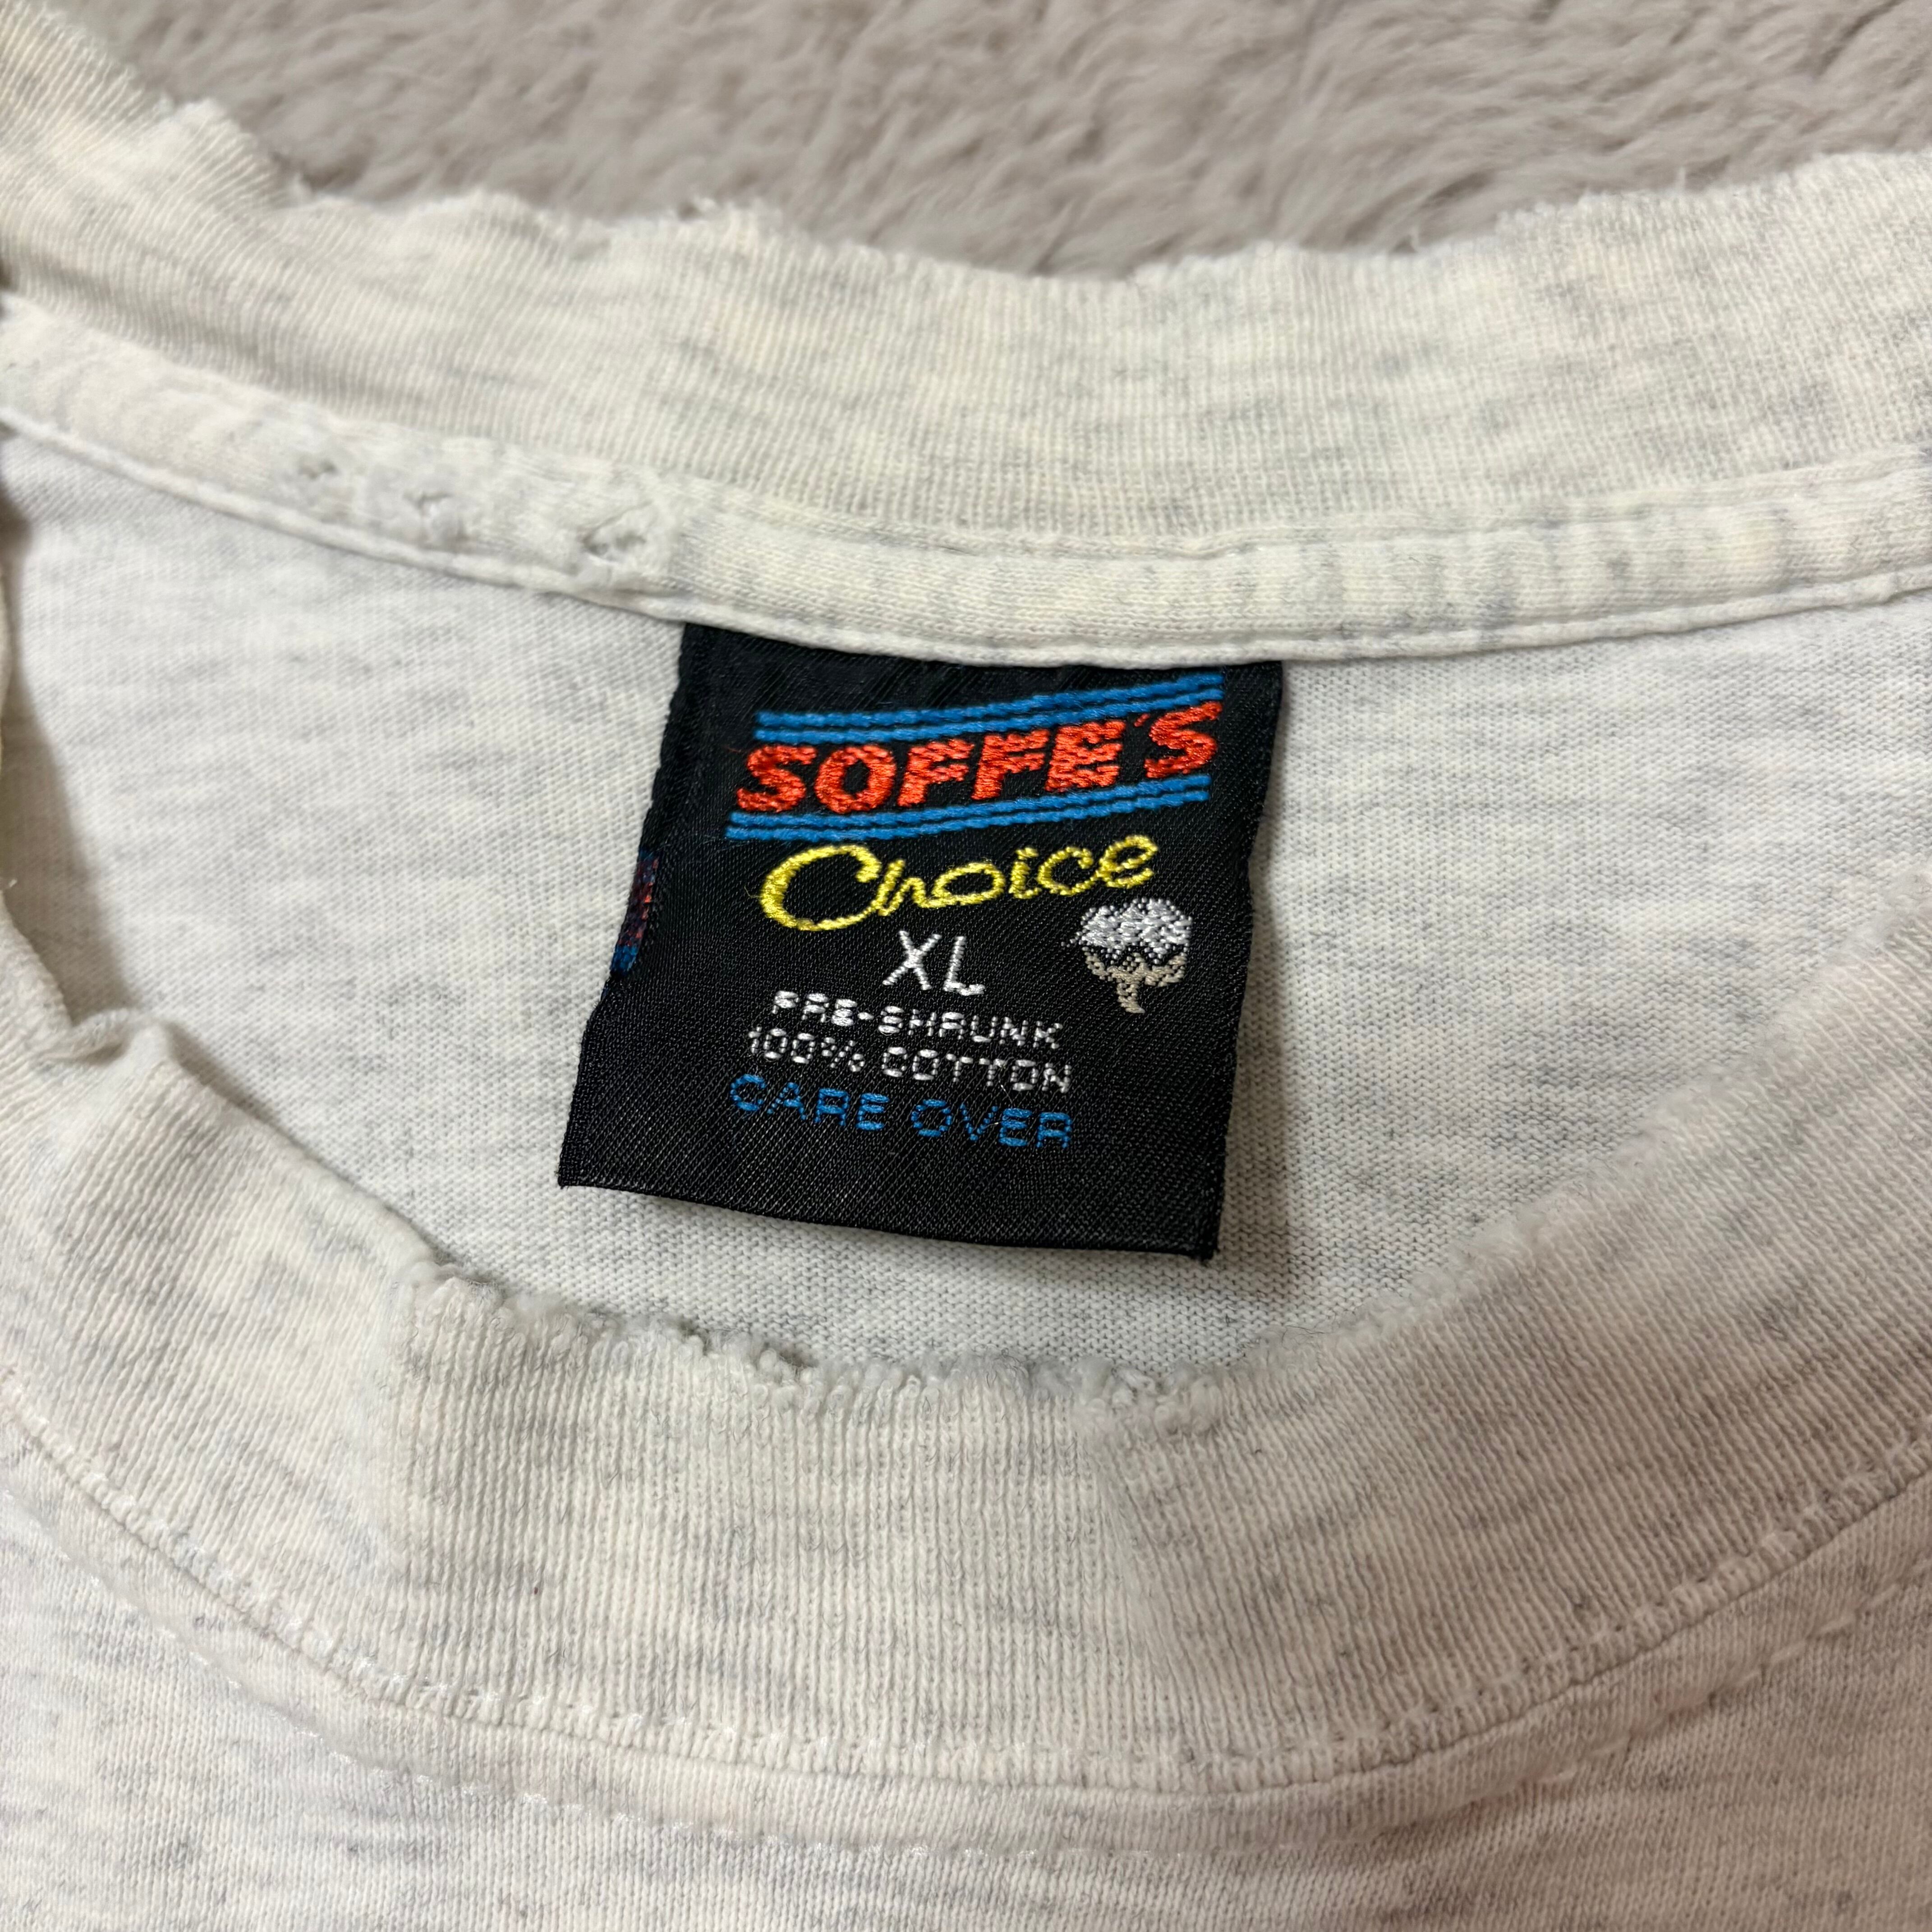 SOFFE'S
Choice
XL
PRE-SHRUNK
100% COTTON
CARE OVER